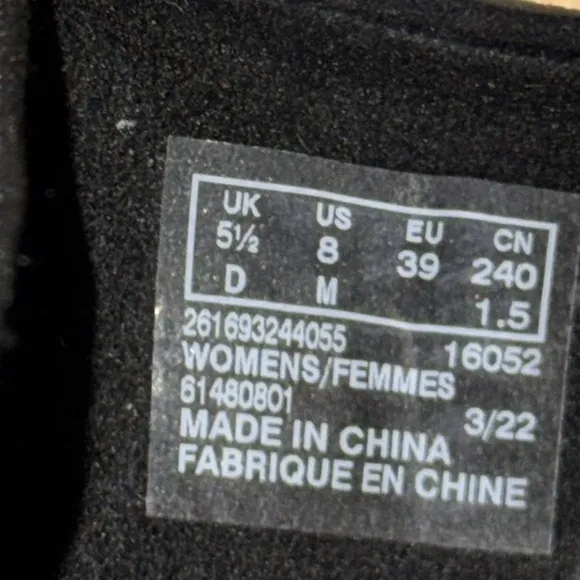 UK US EU CN
5½ 8 39 240
D M 1.5
261693244055 16052
WOMENS/FEMMES
61480801 3/22
MADE IN CHINA
FABRIQUE EN CHINE